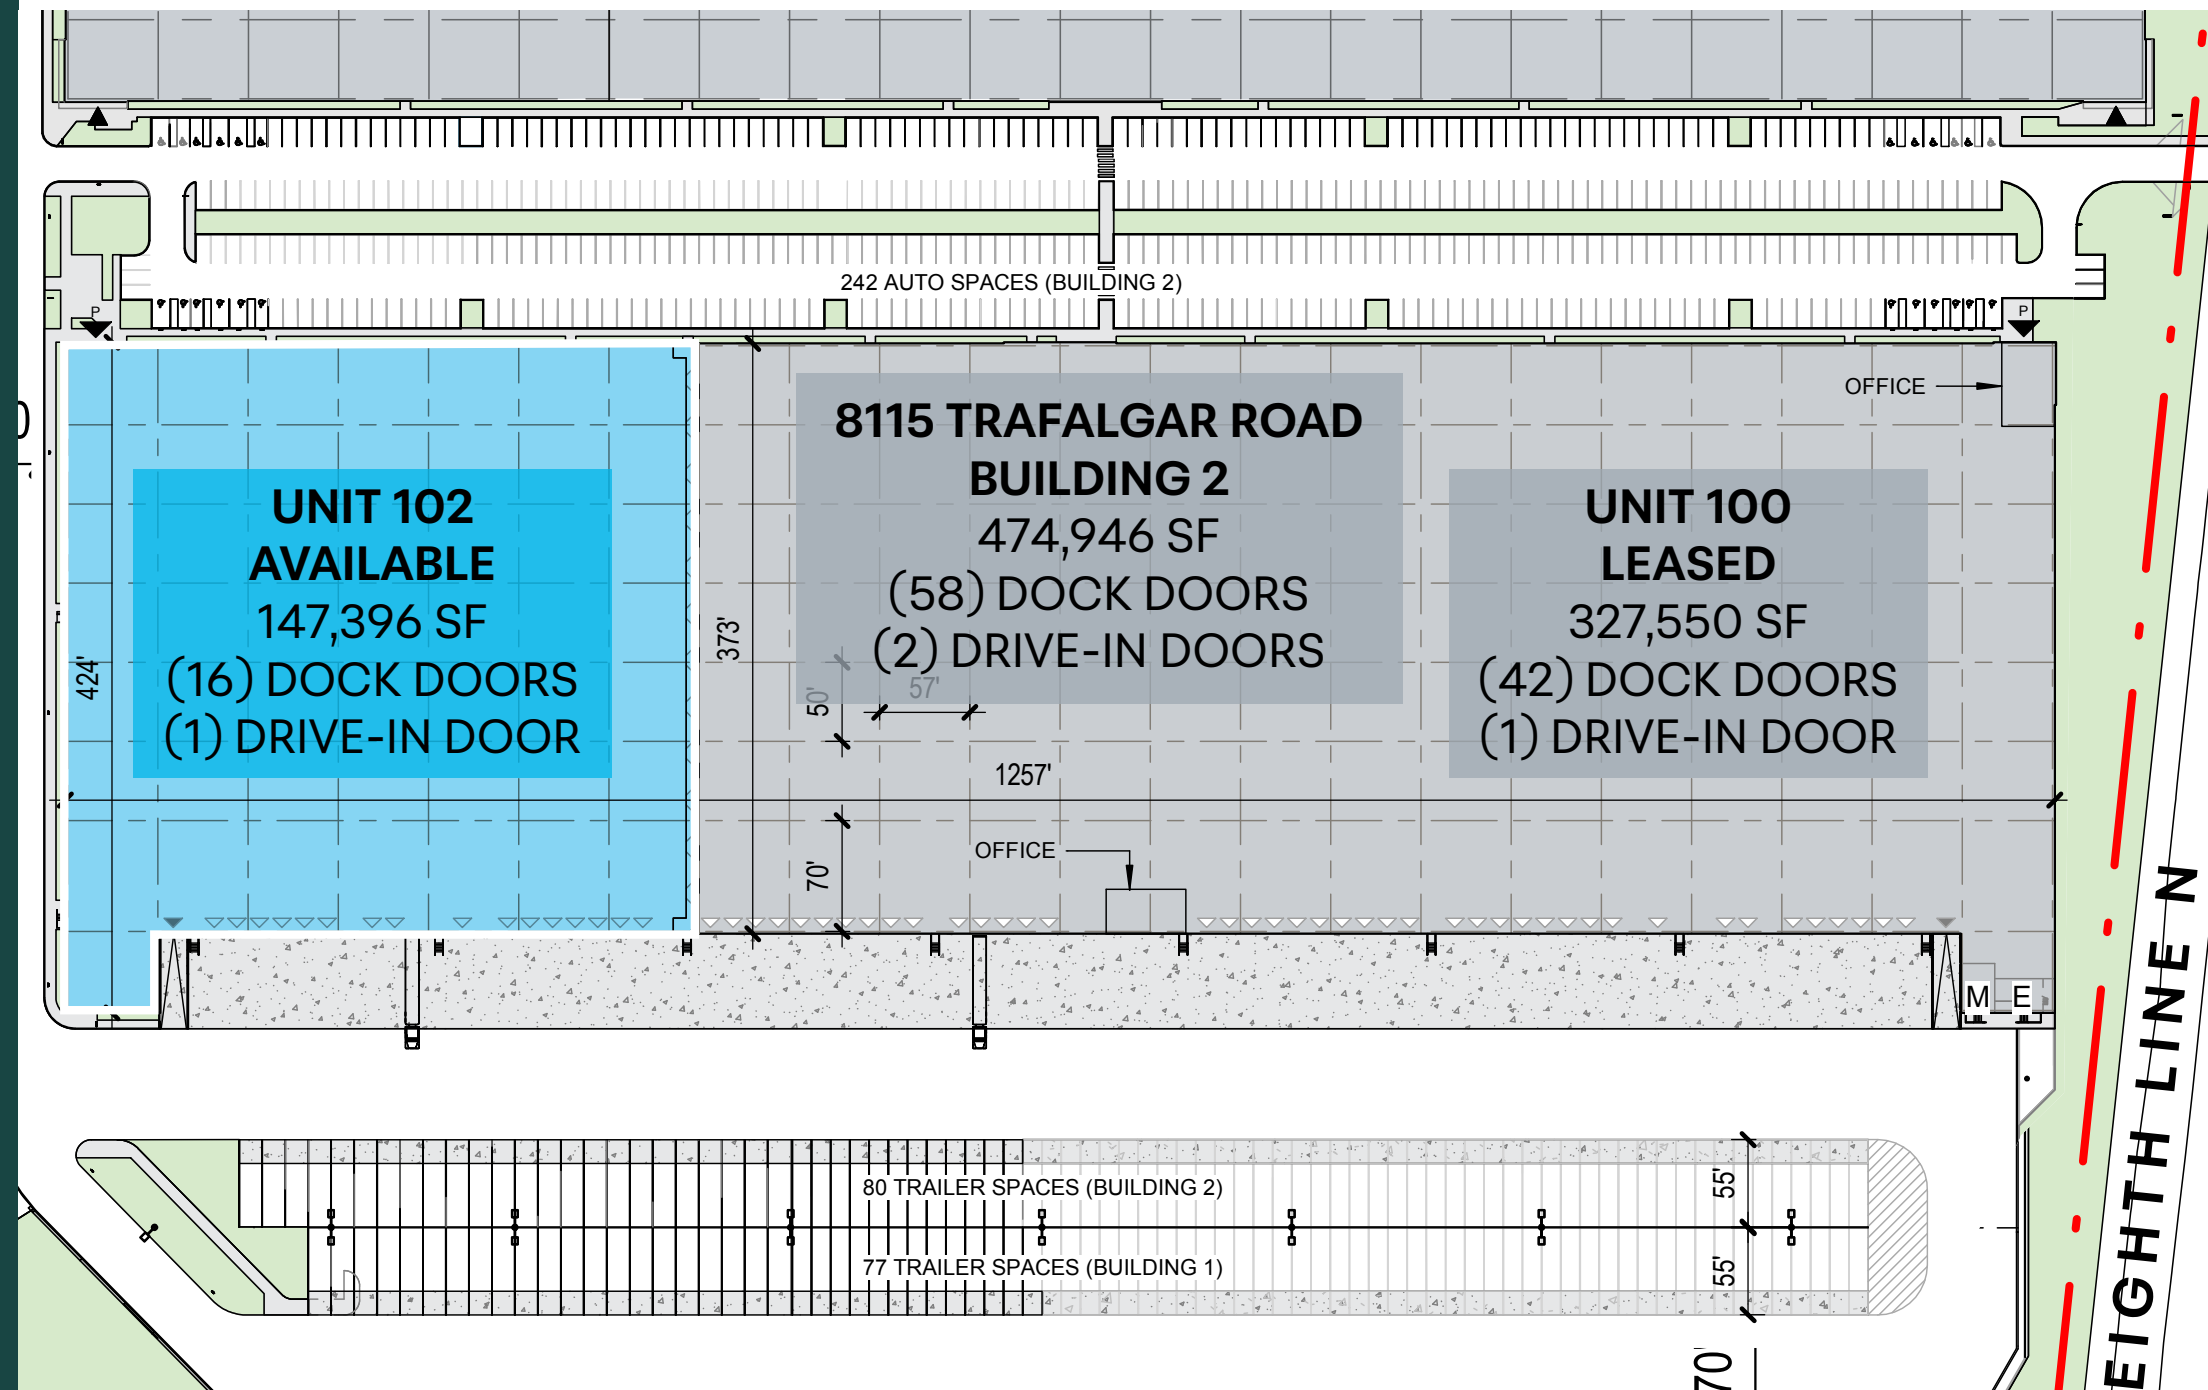 242 AUTO SPACES (BUILDING 2)
P
P
OFFICE
8115 TRAFALGAR ROAD
BUILDING 2
474,946 SF
(58) DOCK DOORS
(2) DRIVE-IN DOORS
UNIT 102
AVAILABLE
147,396 SF
(16) DOCK DOORS
(1) DRIVE-IN DOOR
UNIT 100
LEASED
327,550 SF
(42) DOCK DOORS
(1) DRIVE-IN DOOR
424'
373'
50'
57'
1257'
70'
OFFICE
M
E
EIGHTH LINE N
80 TRAILER SPACES (BUILDING 2)
77 TRAILER SPACES (BUILDING 1)
55'
55'
70